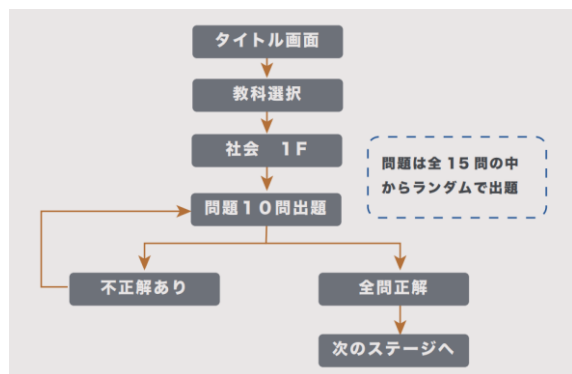 タイトル画面
教科選択
社会　１F
問題は全１５問の中
からランダムで出題
問題１０問出題
不正解あり
全問正解
次のステージへ